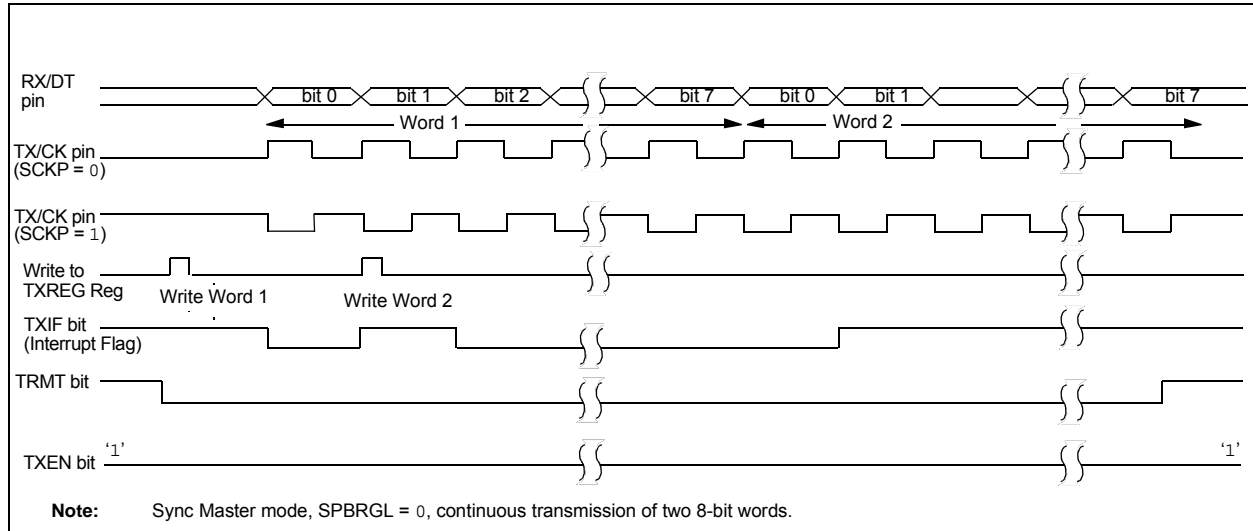 RX/DT
pin
bit 0 bit 1 bit 2 bit 7 bit 0 bit 1 bit 7
Word 1 Word 2
TX/CK pin
(SCKP = 0)
TX/CK pin
(SCKP = 1)
Write to
TXREG Reg
Write Word 1 Write Word 2
TXIF bit
(Interrupt Flag)
TRMT bit
TXEN bit ‘1’ ‘1’
Note: Sync Master mode, SPBRGL = 0, continuous transmission of two 8-bit words.